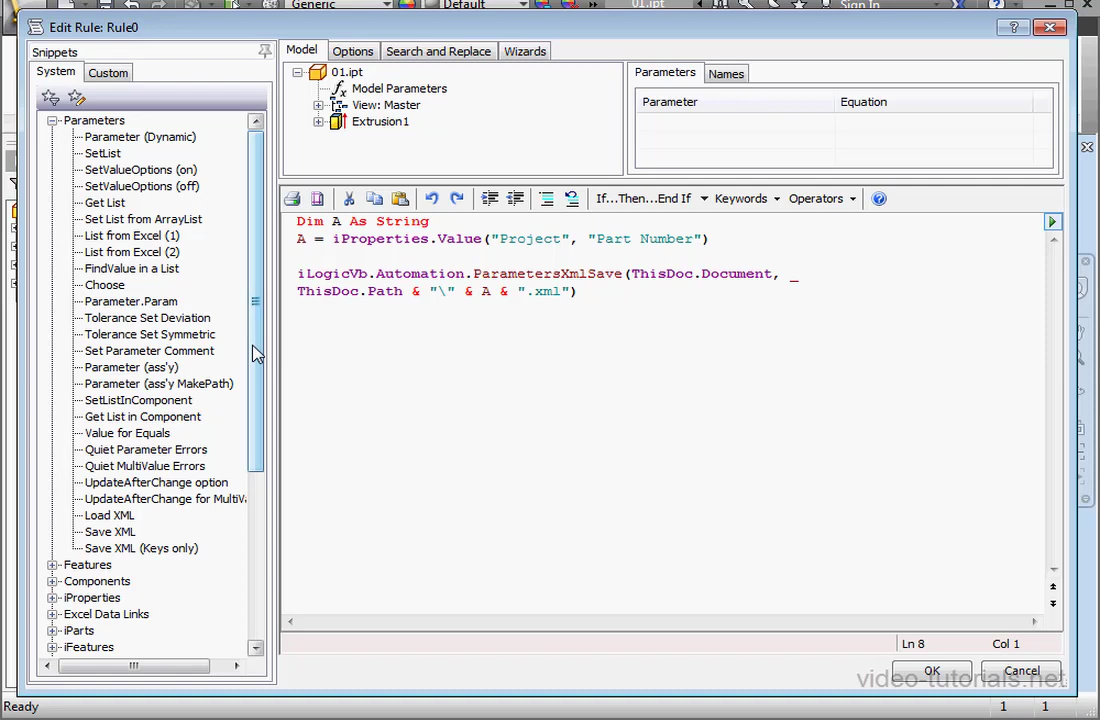 Generic
Default
01.ipt
Sign In
Edit Rule: Rule0
Snippets
System
Custom
Parameters
Parameter (Dynamic)
SetList
SetValueOptions (on)
SetValueOptions (off)
Get List
Set List from ArrayList
List from Excel (1)
List from Excel (2)
FindValue in a List
Choose
Parameter.Param
Tolerance Set Deviation
Tolerance Set Symmetric
Set Parameter Comment
Parameter (ass'y)
Parameter (ass'y MakePath)
SetListInComponent
Get List in Component
Value for Equals
Quiet Parameter Errors
Quiet MultiValue Errors
UpdateAfterChange option
UpdateAfterChange for MultiVa
Load XML
Save XML
Save XML (Keys only)
Features
Components
iProperties
Excel Data Links
iParts
iFeatures
Model
Options
Search and Replace
Wizards
01.ipt
Model Parameters
View: Master
Extrusion1
Parameters
Names
Parameter
Equation
If...Then...End If
Keywords
Operators
Dim A As String
A = iProperties.Value("Project", "Part Number")
iLogicVb.Automation.ParametersXmlSave(ThisDoc.Document, _
ThisDoc.Path & "\" & A & ".xml")
Ln 8
Col 1
OK
Cancel
video-tutorials.net
Ready
1
1